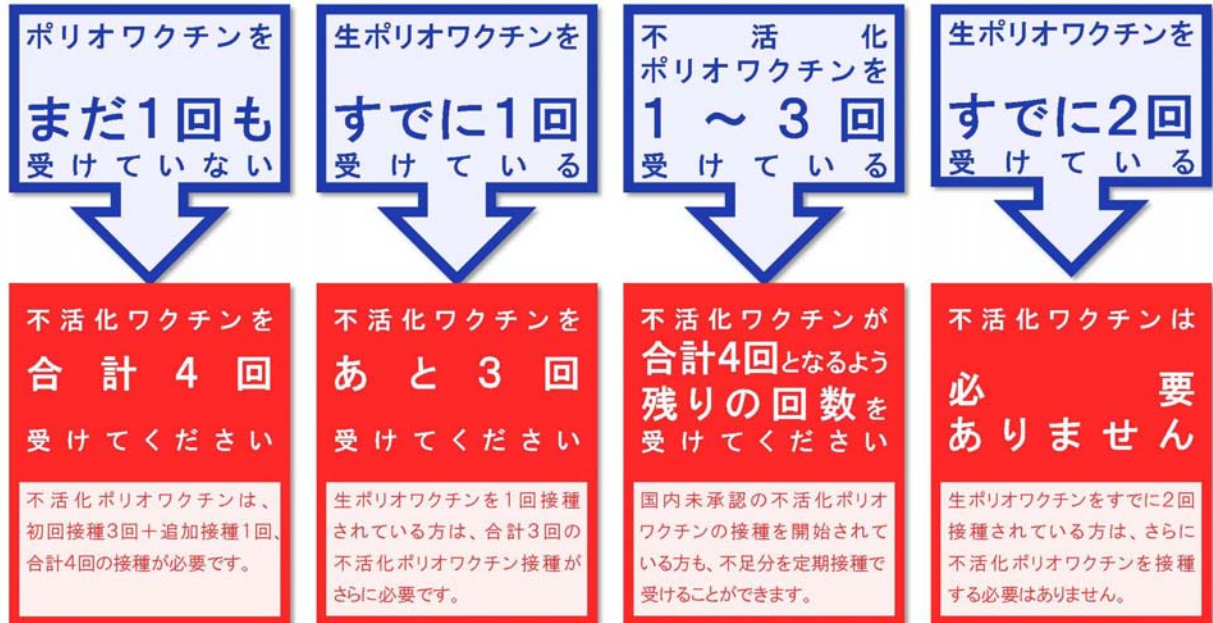 ポリオワクチンを
まだ1回も
受けていない
不活化ワクチンを
合計4回
受けてください
不活化ポリオワクチンは、
初回接種3回＋追加接種1回、
合計4回の接種が必要です。
生ポリオワクチンを
すでに1回
受けている
不活化ワクチンを
あと3回
受けてください
生ポリオワクチンを1回接種
されている方は、合計3回の
不活化ポリオワクチン接種が
さらに必要です。
不活化
ポリオワクチンを
1～3回
受けている
不活化ワクチンが
合計4回となるよう
残りの回数を
受けてください
国内未承認の不活化ポリオ
ワクチンの接種を開始されて
いる方も、不足分を定期接種で
受けることができます。
生ポリオワクチンを
すでに2回
受けている
不活化ワクチンは
必要
ありません
生ポリオワクチンをすでに2回
接種されている方は、さらに
不活化ポリオワクチンを接種
する必要はありません。